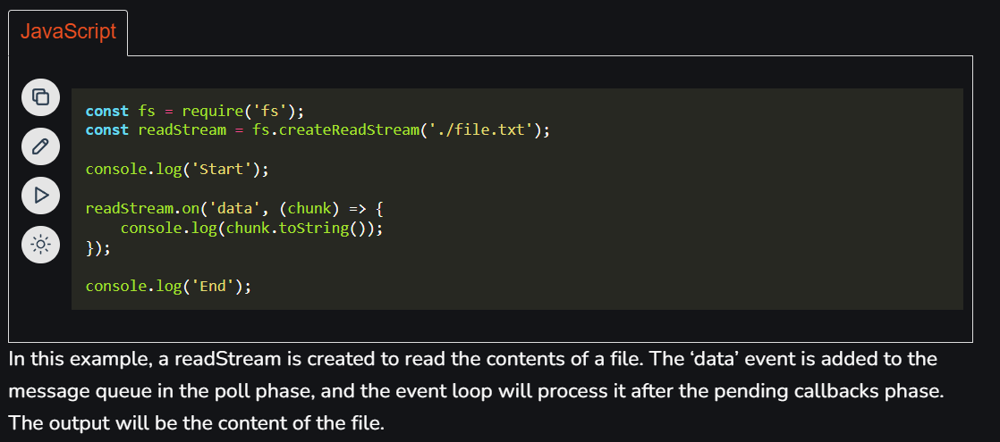 JavaScript
const fs = require('fs');
const readStream = fs.createReadStream('./file.txt');
console.log('Start');
readStream.on('data', (chunk) => {
    console.log(chunk.toString());
});
console.log('End');
In this example, a readStream is created to read the contents of a file. The ‘data’ event is added to the
message queue in the poll phase, and the event loop will process it after the pending callbacks phase.
The output will be the content of the file.